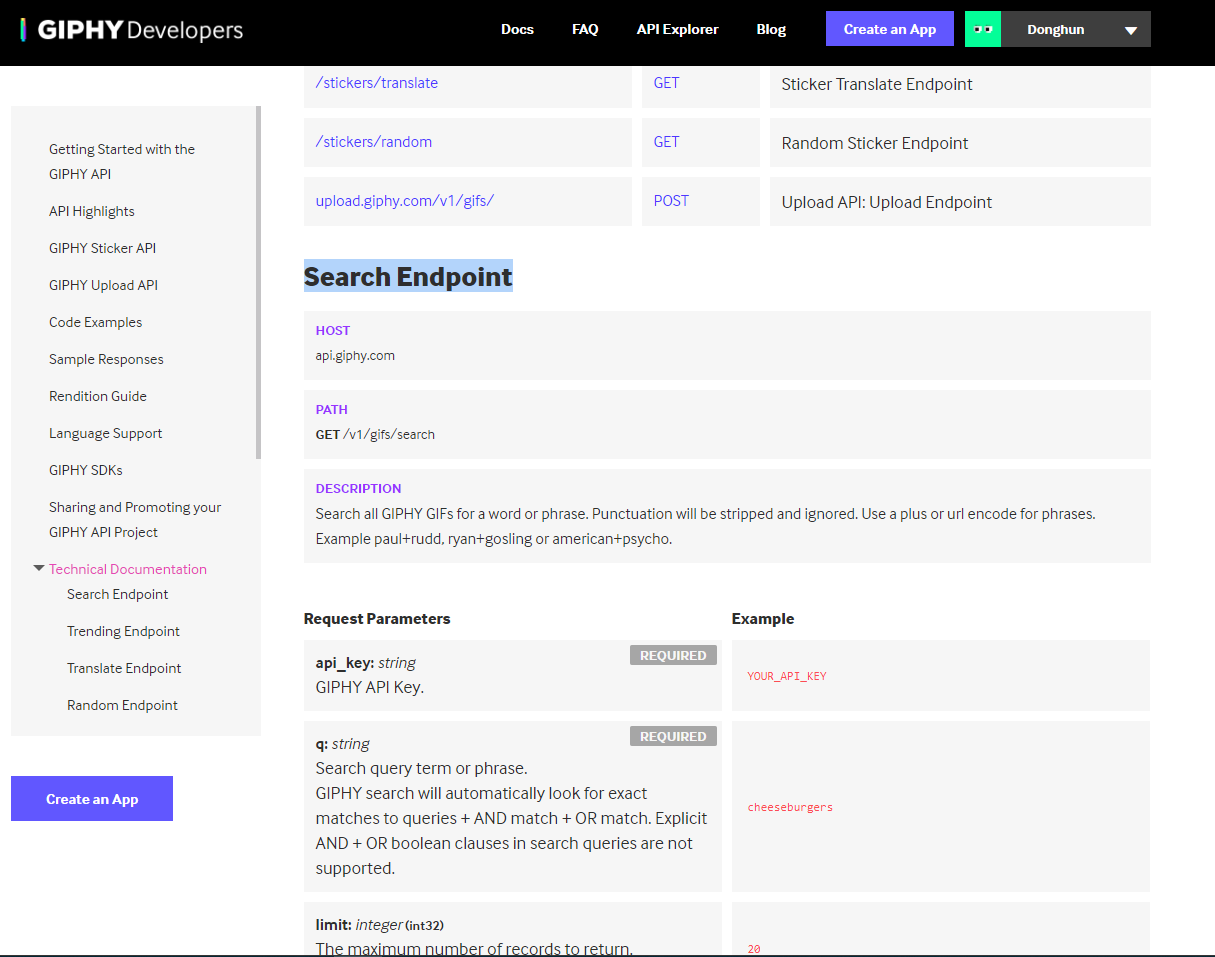 GIPHY Developers
Docs
FAQ
API Explorer
Blog
Create an App
Donghun
/stickers/translate
GET
Sticker Translate Endpoint
/stickers/random
GET
Random Sticker Endpoint
upload.giphy.com/v1/gifs/
POST
Upload API: Upload Endpoint
Getting Started with the
GIPHY API
API Highlights
GIPHY Sticker API
GIPHY Upload API
Code Examples
Sample Responses
Rendition Guide
Language Support
GIPHY SDKs
Sharing and Promoting your
GIPHY API Project
Technical Documentation
Search Endpoint
Trending Endpoint
Translate Endpoint
Random Endpoint
Create an App
Search Endpoint
HOST
api.giphy.com
PATH
GET /v1/gifs/search
DESCRIPTION
Search all GIPHY GIFs for a word or phrase. Punctuation will be stripped and ignored. Use a plus or url encode for phrases.
Example paul+rudd, ryan+gosling or american+psycho.
Request Parameters
Example
api_key: string
REQUIRED
GIPHY API Key.
YOUR_API_KEY
q: string
REQUIRED
Search query term or phrase.
GIPHY search will automatically look for exact
matches to queries + AND match + OR match. Explicit
AND + OR boolean clauses in search queries are not
supported.
cheeseburgers
limit: integer (int32)
The maximum number of records to return.
20